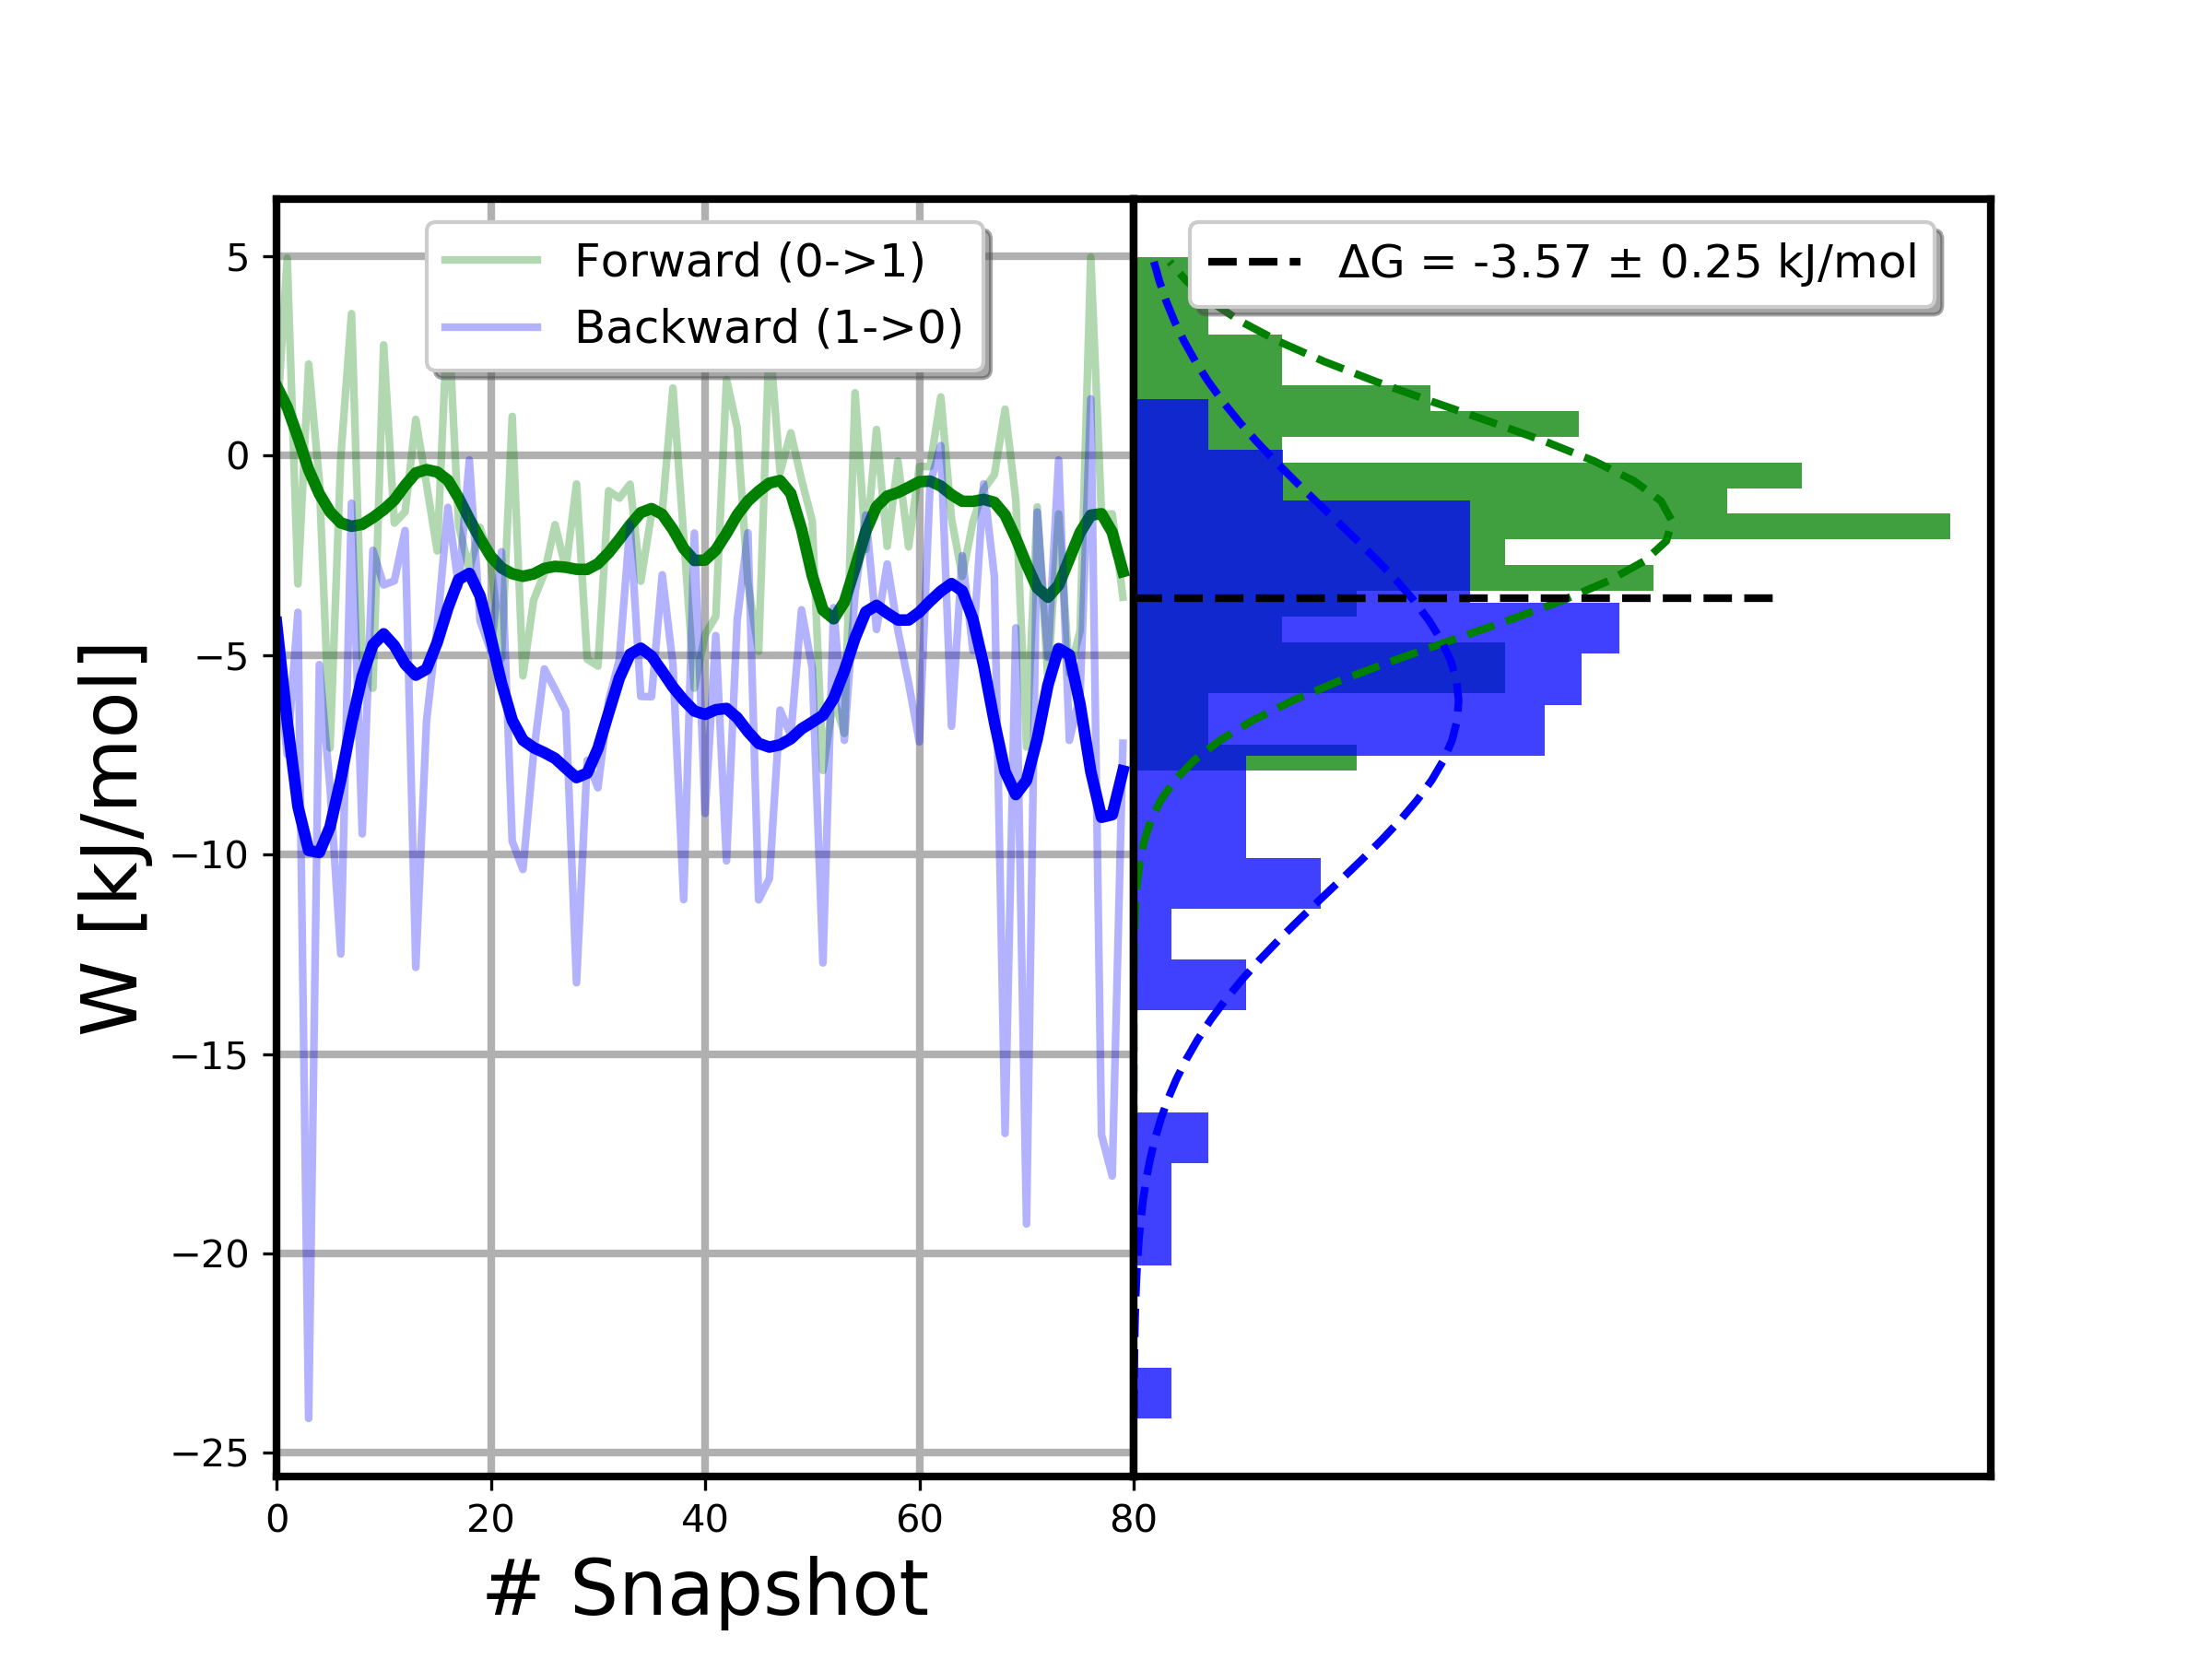 Forward (0->1)
Backward (1->0)
ΔG = -3.57 ± 0.25 kJ/mol
W [kJ/mol]
5
0
−5
−10
−15
−20
−25
0 20 40 60 80
# Snapshot